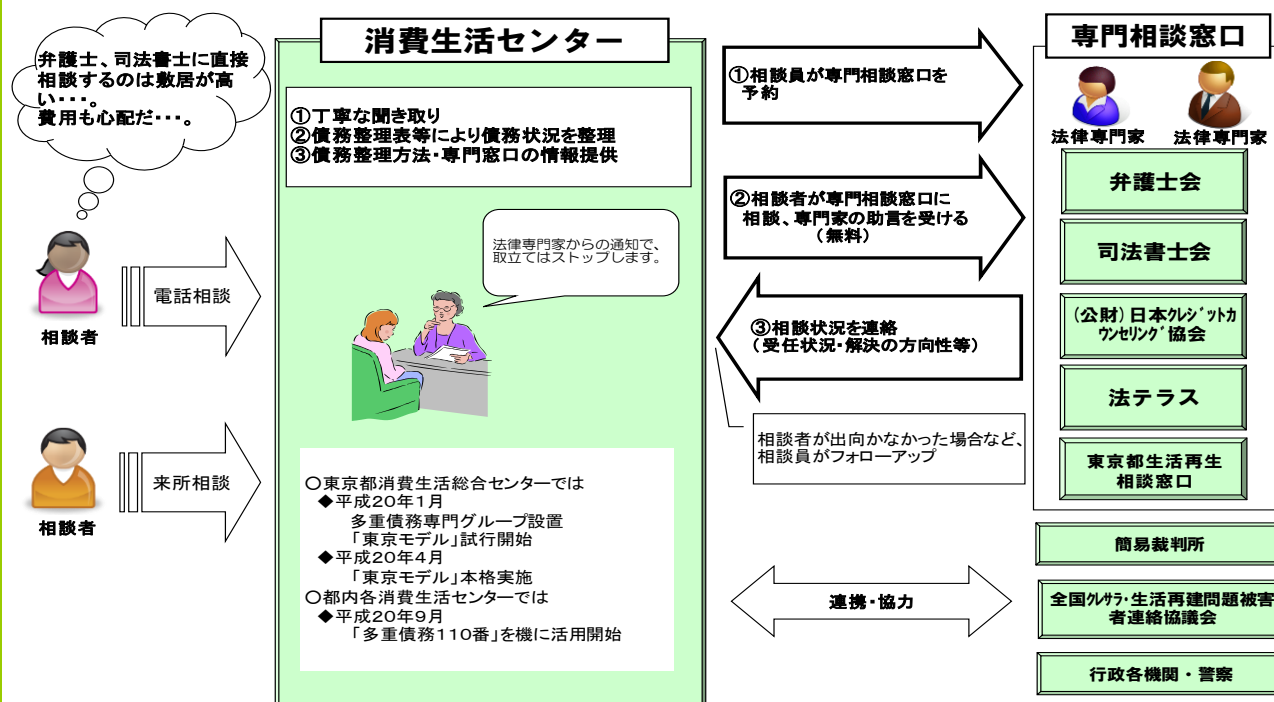 弁護士、司法書士に直接
相談するのは敷居が高
い･･･。
費用も心配だ･･･。
相談者
電話相談
相談者
来所相談
消費生活センター
①丁寧な聞き取り
②債務整理表等により債務状況を整理
③債務整理方法・専門窓口の情報提供
法律専門家からの通知で、
取立てはストップします。
○東京都消費生活総合センターでは
◆平成20年1月
多重債務専門グループ設置
「東京モデル」試行開始
◆平成20年4月
「東京モデル」本格実施
○都内各消費生活センターでは
◆平成20年9月
「多重債務110番」を機に活用開始
①相談員が専門相談窓口を
予約
②相談者が専門相談窓口に
相談、専門家の助言を受ける
（無料）
③相談状況を連絡
（受任状況・解決の方向性等）
相談者が出向かなかった場合など、
相談員がフォローアップ
連携・協力
専門相談窓口
法律専門家
法律専門家
弁護士会
司法書士会
(公財)日本ｸﾚｼﾞｯﾄｶ
ｳﾝｾﾘﾝｸﾞ協会
法テラス
東京都生活再生
相談窓口
簡易裁判所
全国ｸﾚｻﾗ・生活再建問題被害
者連絡協議会
行政各機関・警察